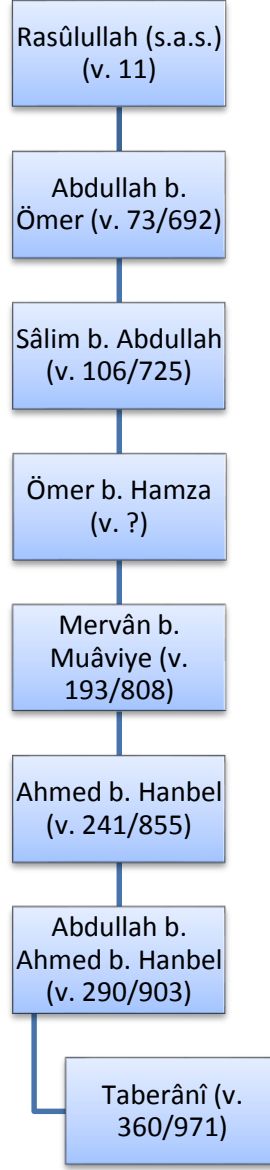 Rasûlullah (s.a.s.)
(v. 11)
Abdullah b.
Ömer (v. 73/692)
Sâlim b. Abdullah
(v. 106/725)
Ömer b. Hamza
(v. ?)
Mervân b.
Muâviye (v.
193/808)
Ahmed b. Hanbel
(v. 241/855)
Abdullah b.
Ahmed b. Hanbel
(v. 290/903)
Taberânî (v.
360/971)